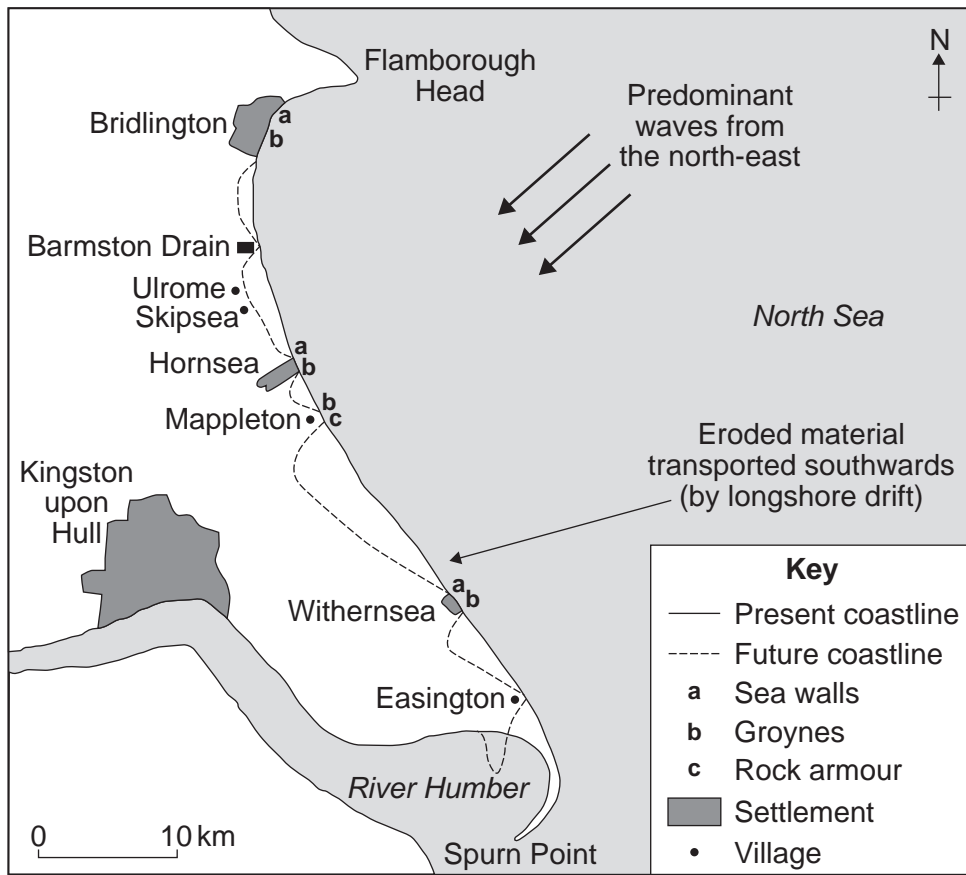 Flamborough
Head
N
Bridlington
a
b
Predominant
waves from
the north-east
Barmston Drain
Ulrome
Skipsea
North Sea
Hornsea
a
b
Mappleton
b
c
Eroded material
transported southwards
(by longshore drift)
Kingston
upon
Hull
Withernsea
a
b
Easington
River Humber
Spurn Point
0 10 km
Key
Present coastline
Future coastline
a Sea walls
b Groynes
c Rock armour
Settlement
Village